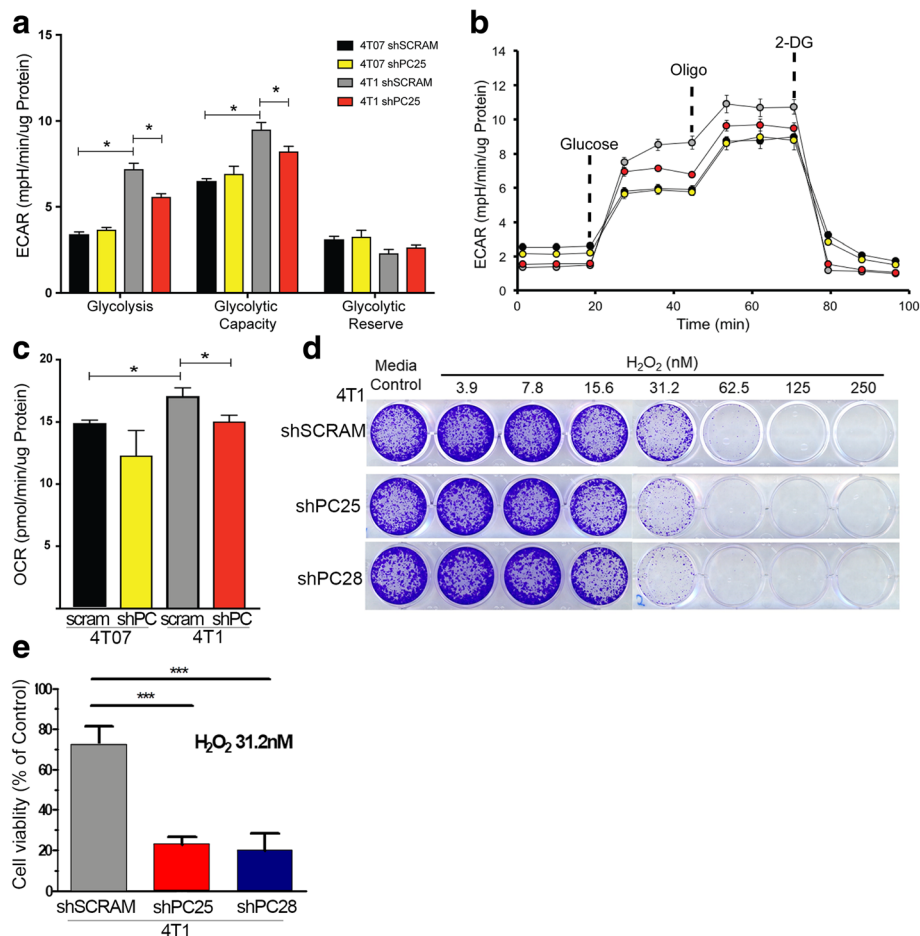 a
ECAR (mpH/min/ug Protein)
15
10
5
0
4T07 shSCRAM
4T07 shPC25
4T1 shSCRAM
4T1 shPC25
*
*
*
*
Glycolysis
Glycolytic
Capacity
Glycolytic
Reserve
b
ECAR (mpH/min/ug Protein)
14
12
10
8
6
4
2
0
Glucose
Oligo
2-DG
0
20
40
60
80
100
Time (min)
c
OCR (pmol/min/ug Protein)
20
15
10
5
*
*
scram shPC scram shPC
4T07 4T1
d
Media
Control
H₂O₂ (nM)
3.9 7.8 15.6 31.2 62.5 125 250
4T1
shSCRAM
shPC25
shPC28
e
Cell viablity (% of Control)
100
80
60
40
20
0
***
***
H₂O₂ 31.2nM
shSCRAM shPC25 shPC28
4T1